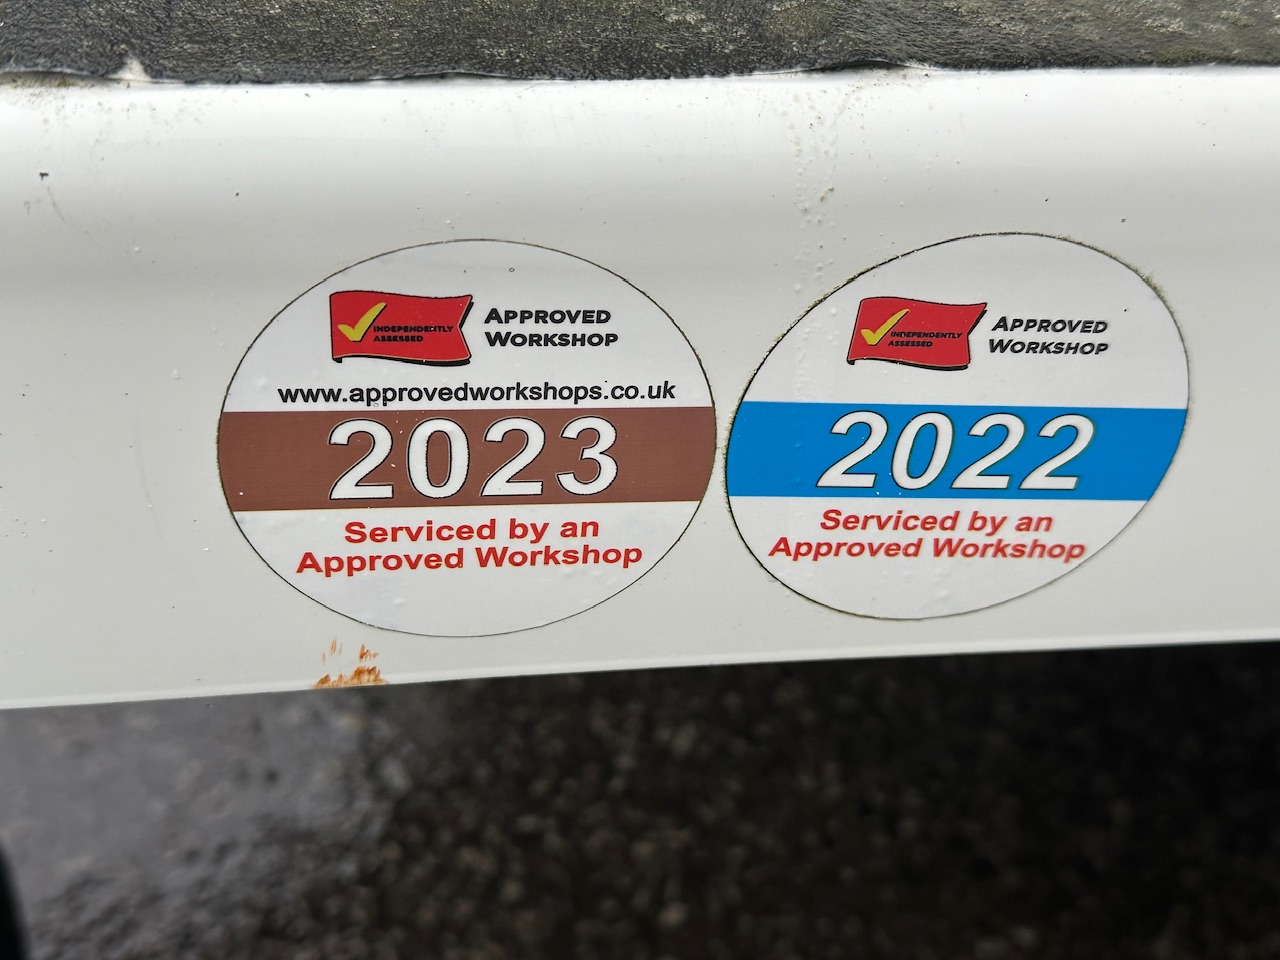 INDEPENDENTLY
ASSESSED
APPROVED
WORKSHOP
www.approvedworkshops.co.uk
2023
Serviced by an
Approved Workshop
INDEPENDENTLY
ASSESSED
APPROVED
WORKSHOP
2022
Serviced by an
Approved Workshop